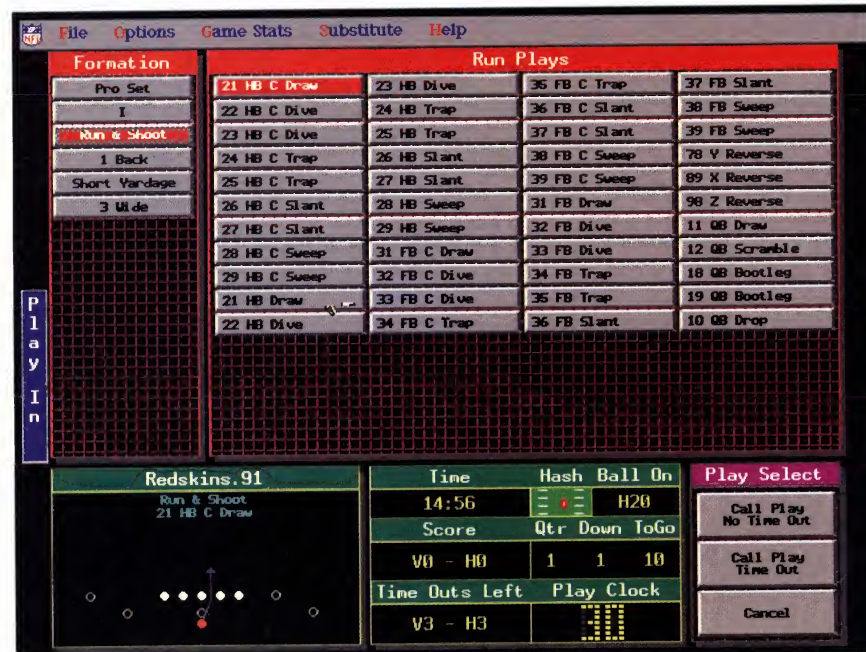 NFL File Options Game Stats Substitute Help
Formation
Pro Set
I
Run & Shoot
1 Back
Short Yardage
3 Wide
Run Plays
21 HB C Draw
22 HB C Dive
23 HB C Dive
24 HB C Trap
25 HB C Trap
26 HB C Slant
27 HB C Slant
28 HB C Sweep
29 HB C Sweep
21 HB Draw
22 HB Dive
23 HB Dive
24 HB Trap
25 HB Trap
26 HB Slant
27 HB Slant
28 HB Sweep
29 HB Sweep
31 FB C Draw
32 FB C Dive
33 FB C Dive
34 FB C Trap
35 FB C Trap
36 FB C Slant
37 FB C Slant
38 FB C Sweep
39 FB C Sweep
31 FB Draw
32 FB Dive
33 FB Dive
34 FB Trap
35 FB Trap
36 FB Slant
37 FB Slant
38 FB Sweep
39 FB Sweep
78 Y Reverse
89 X Reverse
98 Z Reverse
11 QB Draw
12 QB Scramble
18 QB Bootleg
19 QB Bootleg
10 QB Drop
Play In
Redskins.91
Run & Shoot
21 HB C Draw
Time Hash Ball On
14:56 H20
Score Qtr Down ToGo
V0 - H0 1 1 10
Time Outs Left Play Clock
V3 - H3 30
Play Select
Call Play
No Time Out
Call Play
Time Out
Cancel